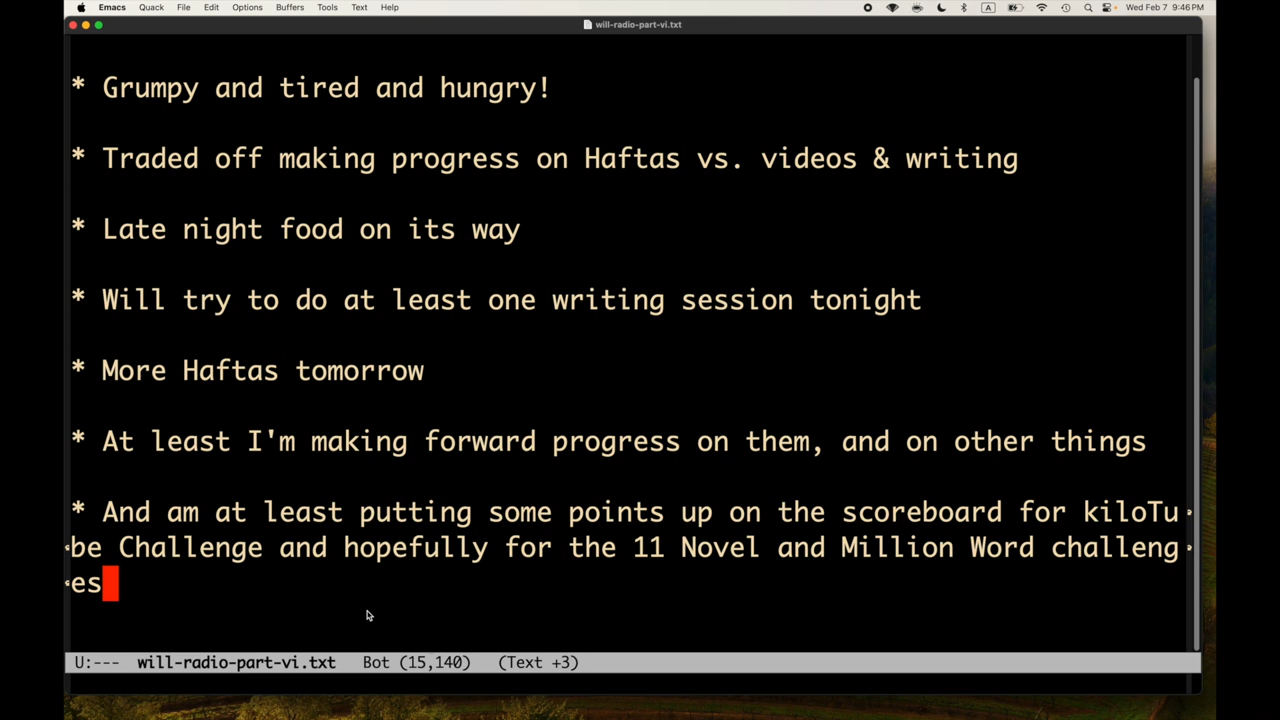 Emacs Quack File Edit Options Buffers Tools Text Help A Wed Feb 7 9:46 PM
will-radio-part-vi.txt
* Grumpy and tired and hungry!
* Traded off making progress on Haftas vs. videos & writing
* Late night food on its way
* Will try to do at least one writing session tonight
* More Haftas tomorrow
* At least I'm making forward progress on them, and on other things
* And am at least putting some points up on the scoreboard for kiloTu
be Challenge and hopefully for the 11 Novel and Million Word challeng
es
U:--- will-radio-part-vi.txt Bot (15,140) (Text +3)